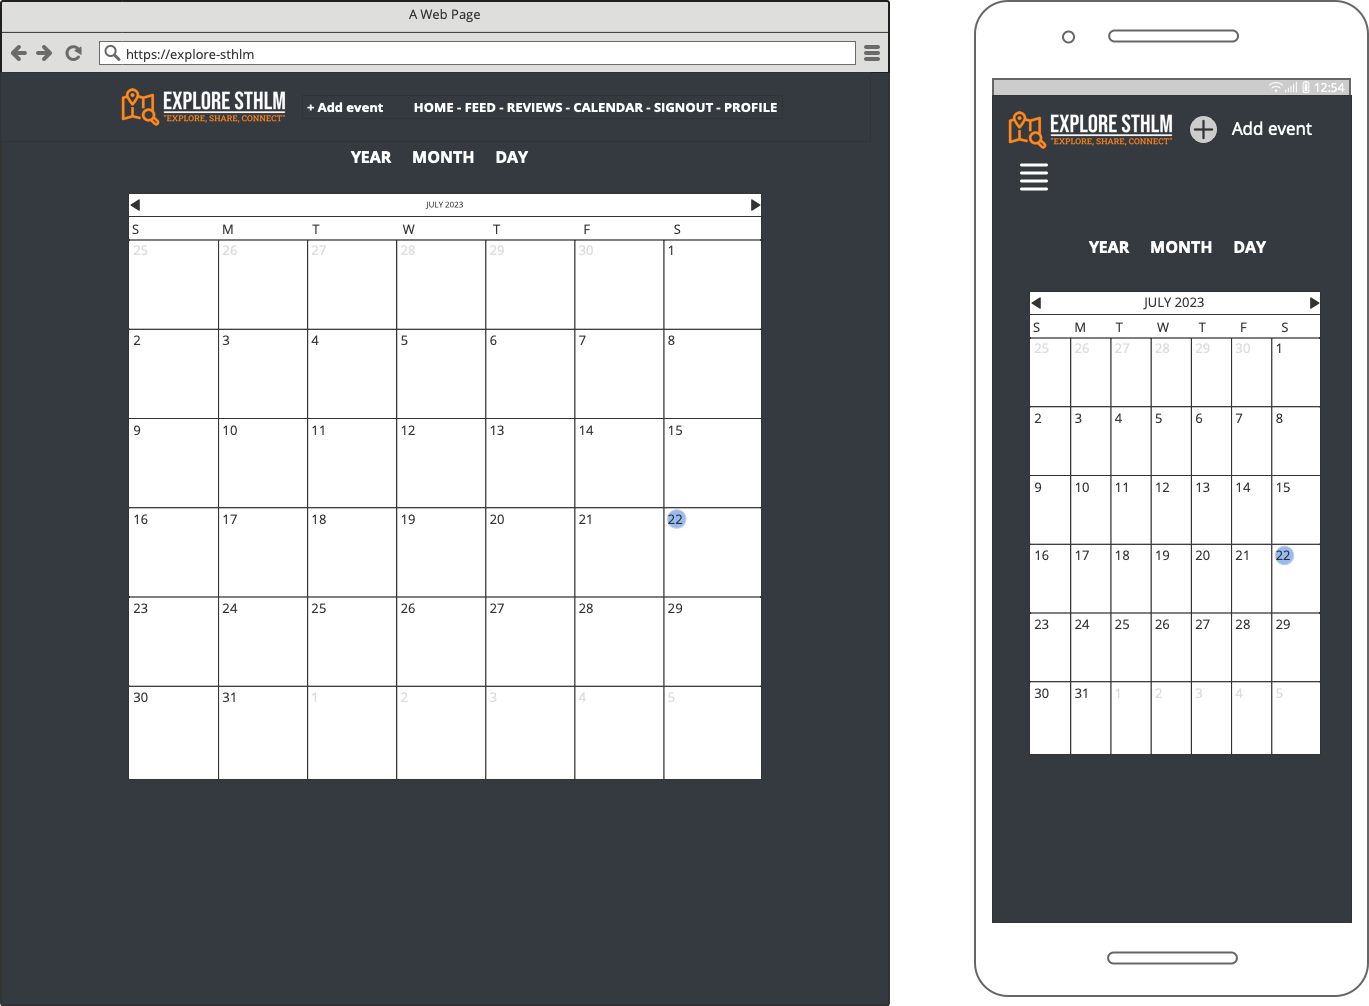 A Web Page
https://explore-sthlm
EXPLORE STHLM
"EXPLORE, SHARE, CONNECT"
+ Add event
HOME - FEED - REVIEWS - CALENDAR - SIGNOUT - PROFILE
YEAR MONTH DAY
JULY 2023
S M T W T F S
25 26 27 28 29 30 1
2 3 4 5 6 7 8
9 10 11 12 13 14 15
16 17 18 19 20 21 22
23 24 25 26 27 28 29
30 31 1 2 3 4 5
12:54
EXPLORE STHLM
"EXPLORE, SHARE, CONNECT"
Add event
YEAR MONTH DAY
JULY 2023
S M T W T F S
25 26 27 28 29 30 1
2 3 4 5 6 7 8
9 10 11 12 13 14 15
16 17 18 19 20 21 22
23 24 25 26 27 28 29
30 31 1 2 3 4 5